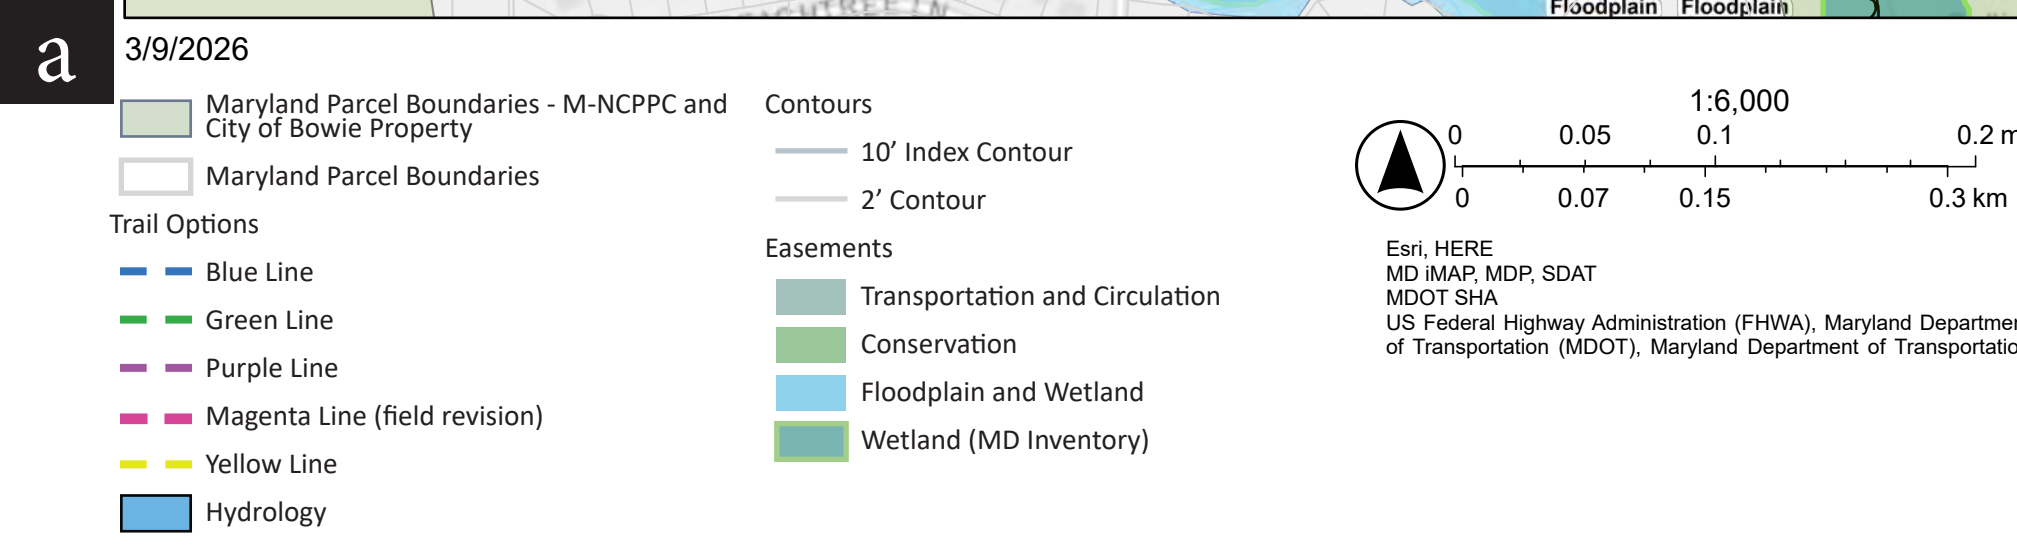 Floodplain Floodplain
a
3/9/2026
Maryland Parcel Boundaries - M-NCPPC and
City of Bowie Property
Maryland Parcel Boundaries
Trail Options
Blue Line
Green Line
Purple Line
Magenta Line (field revision)
Yellow Line
Hydrology
Contours
10’ Index Contour
2’ Contour
Easements
Transportation and Circulation
Conservation
Floodplain and Wetland
Wetland (MD Inventory)
1:6,000
0 0.05 0.1 0.2 m
0 0.07 0.15 0.3 km
Esri, HERE
MD iMAP, MDP, SDAT
MDOT SHA
US Federal Highway Administration (FHWA), Maryland Departmen
of Transportation (MDOT), Maryland Department of Transportatio